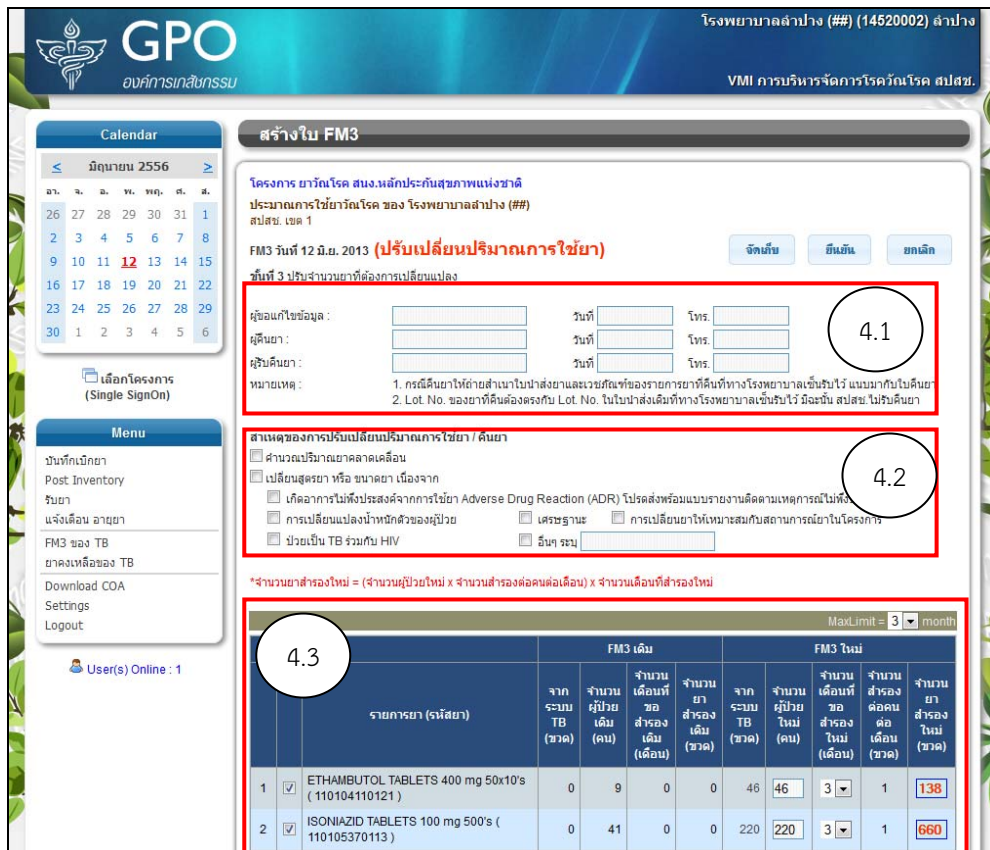 โรงพยาบาลลำปาง (##) (14520002) ลำปาง
GPO
องค์การเภสัชกรรม
VMI การบริหารจัดการโรควัณโรค สปสช.
Calendar
< มิถุนายน 2556 >
อา. จ. อ. พ. พฤ. ศ. ส.
26 27 28 29 30 31 1
2 3 4 5 6 7 8
9 10 11 12 13 14 15
16 17 18 19 20 21 22
23 24 25 26 27 28 29
30 1 2 3 4 5 6
เลือกโครงการ
(Single SignOn)
Menu
บันทึกเบิกยา
Post Inventory
รับยา
แจ้งเตือน อายุยา
FM3 ของ TB
ยาคงเหลือของ TB
Download COA
Settings
Logout
User(s) Online : 1
สร้างใบ FM3
โครงการ ยาวัณโรค สนง.หลักประกันสุขภาพแห่งชาติ
ประมาณการใช้ยาวัณโรค ของ โรงพยาบาลลำปาง (##)
สปสช. เขต 1
FM3 วันที่ 12 มิ.ย. 2013 (ปรับเปลี่ยนปริมาณการใช้ยา)
จัดเก็บ ยืนยัน ยกเลิก
ขั้นที่ 3 ปรับจำนวนยาที่ต้องการเปลี่ยนแปลง
ผู้ขอแก้ไขข้อมูล : วันที่ โทร.
ผู้คืนยา : วันที่ โทร.
ผู้รับคืนยา : วันที่ โทร.
4.1
หมายเหตุ : 1. กรณีคืนยาให้ถ่ายสำเนาใบนำส่งยาและเวชภัณฑ์ของรายการยาที่คืนที่ทางโรงพยาบาลเซ็นรับไว้ แนบมากับใบคืนยา
2. Lot. No. ของยาที่คืนต้องตรงกับ Lot. No. ในใบนำส่งเดิมที่ทางโรงพยาบาลเซ็นรับไว้ มิฉะนั้น สปสช.ไม่รับคืนยา
สาเหตุของการปรับเปลี่ยนปริมาณการใช้ยา / คืนยา
คำนวณปริมาณยาคลาดเคลื่อน
เปลี่ยนสูตรยา หรือ ขนาดยา เนื่องจาก
4.2
เกิดอาการไม่พึงประสงค์จากการใช้ยา Adverse Drug Reaction (ADR) โปรดส่งพร้อมแบบรายงานติดตามเหตุการณ์ไม่พึง
การเปลี่ยนแปลงน้ำหนักตัวของผู้ป่วย เศรษฐานะ การเปลี่ยนยาให้เหมาะสมกับสถานการณ์ยาในโครงการ
ป่วยเป็น TB ร่วมกับ HIV อื่นๆ ระบุ
*จำนวนยาสำรองใหม่ = (จำนวนผู้ป่วยใหม่ x จำนวนสำรองต่อคนต่อเดือน) x จำนวนเดือนที่สำรองใหม่
MaxLimit = 3 month
4.3
FM3 เดิม FM3 ใหม่
รายการยา (รหัสยา) จากระบบ TB (ขวด) จำนวนผู้ป่วยเดิม (คน) จำนวนเดือนที่ขอสำรองเดิม (เดือน) จำนวนยาสำรองเดิม (ขวด) จากระบบ TB (ขวด) จำนวนผู้ป่วยใหม่ (คน) จำนวนเดือนที่ขอสำรองใหม่ (เดือน) จำนวนสำรองต่อคนต่อเดือน (ขวด) จำนวนยาสำรองใหม่ (ขวด)
1 ETHAMBUTOL TABLETS 400 mg 50x10's ( 110104110121 ) 0 9 0 0 46 46 3 1 138
2 ISONIAZID TABLETS 100 mg 500's ( 110105370113 ) 0 41 0 0 220 220 3 1 660